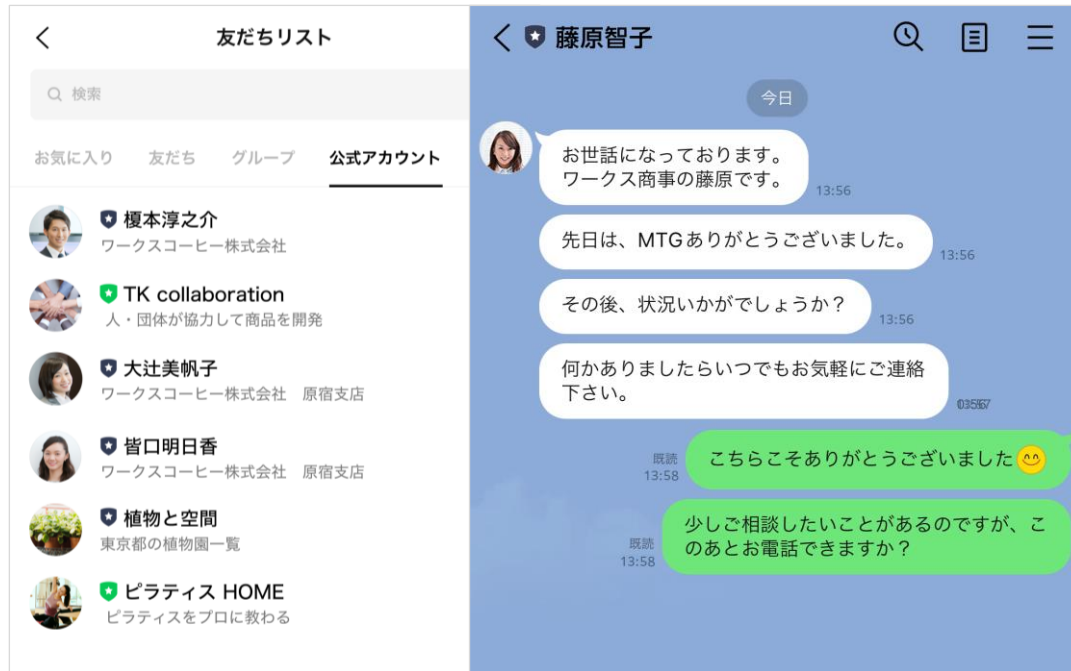 友だちリスト
検索
お気に入り 友だち グループ 公式アカウント
榎本淳之介
ワークスコーヒー株式会社
TK collaboration
人・団体が協力して商品を開発
大辻美帆子
ワークスコーヒー株式会社 原宿支店
皆口明日香
ワークスコーヒー株式会社 原宿支店
植物と空間
東京都の植物園一覧
ピラティス HOME
ピラティスをプロに教わる
藤原智子
今日
お世話になっております。
ワークス商事の藤原です。
13:56
先日は、MTGありがとうございました。
13:56
その後、状況いかがでしょうか？
13:56
何かありましたらいつでもお気軽にご連絡
下さい。
こちらこそありがとうございました😊
既読
13:58
少しご相談したいことがあるのですが、こ
のあとお電話できますか？
既読
13:58